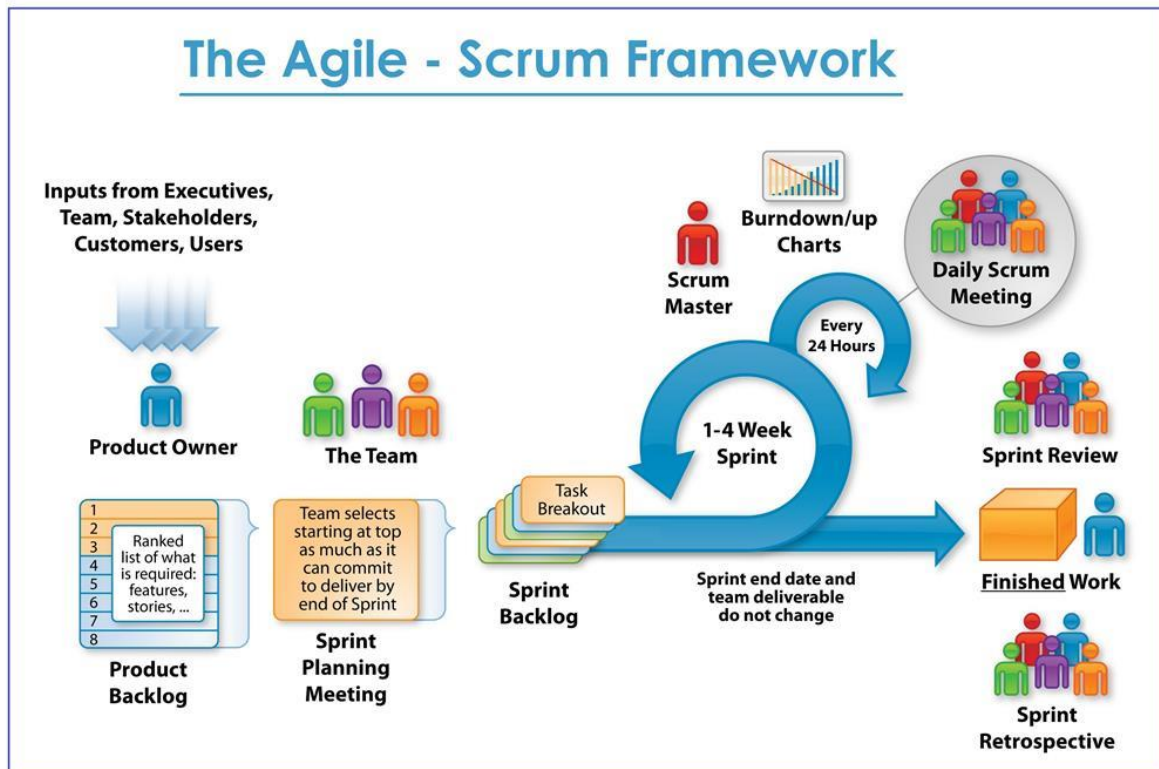 The Agile - Scrum Framework
Inputs from Executives,
Team, Stakeholders,
Customers, Users
Product Owner
The Team
1
2
3
4
5
6
7
8
Ranked
list of what
is required:
features,
stories, ...
Product
Backlog
Team selects
starting at top
as much as it
can commit
to deliver by
end of Sprint
Sprint
Planning
Meeting
Task
Breakout
Sprint
Backlog
Scrum
Master
Burndown/up
Charts
Every
24 Hours
Daily Scrum
Meeting
1-4 Week
Sprint
Sprint end date and
team deliverable
do not change
Sprint Review
Finished Work
Sprint
Retrospective